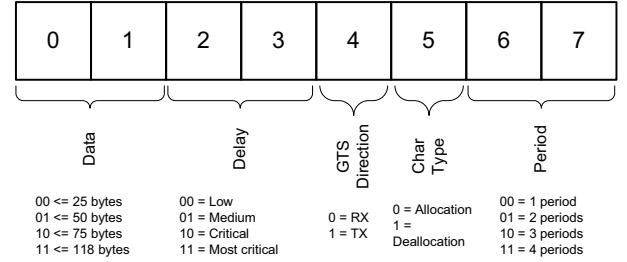 0 1 2 3 4 5 6 7
Data
Delay
GTS
Direction
Char
Type
Period
00 <= 25 bytes
01 <= 50 bytes
10 <= 75 bytes
11 <= 118 bytes
00 = Low
01 = Medium
10 = Critical
11 = Most critical
0 = RX
1 = TX
0 = Allocation
1 =
Deallocation
00 = 1 period
01 = 2 periods
10 = 3 periods
11 = 4 periods